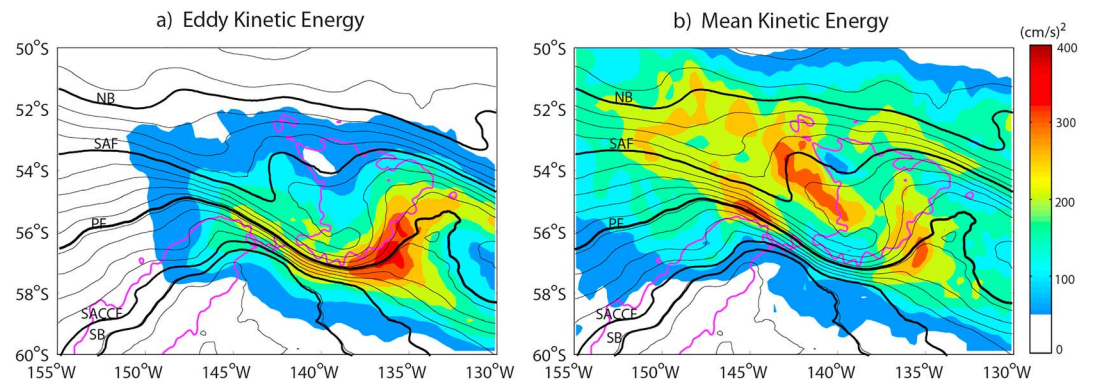 a) Eddy Kinetic Energy
b) Mean Kinetic Energy
(cm/s)²
50°S
52°S
54°S
56°S
58°S
60°S
155°W
150°W
145°W
140°W
135°W
130°W
NB
SAF
PF
SACCF
SB
50°S
52°S
54°S
56°S
58°S
60°S
155°W
150°W
145°W
140°W
135°W
130°W
NB
SAF
PF
SACCF
SB
400
300
200
100
0